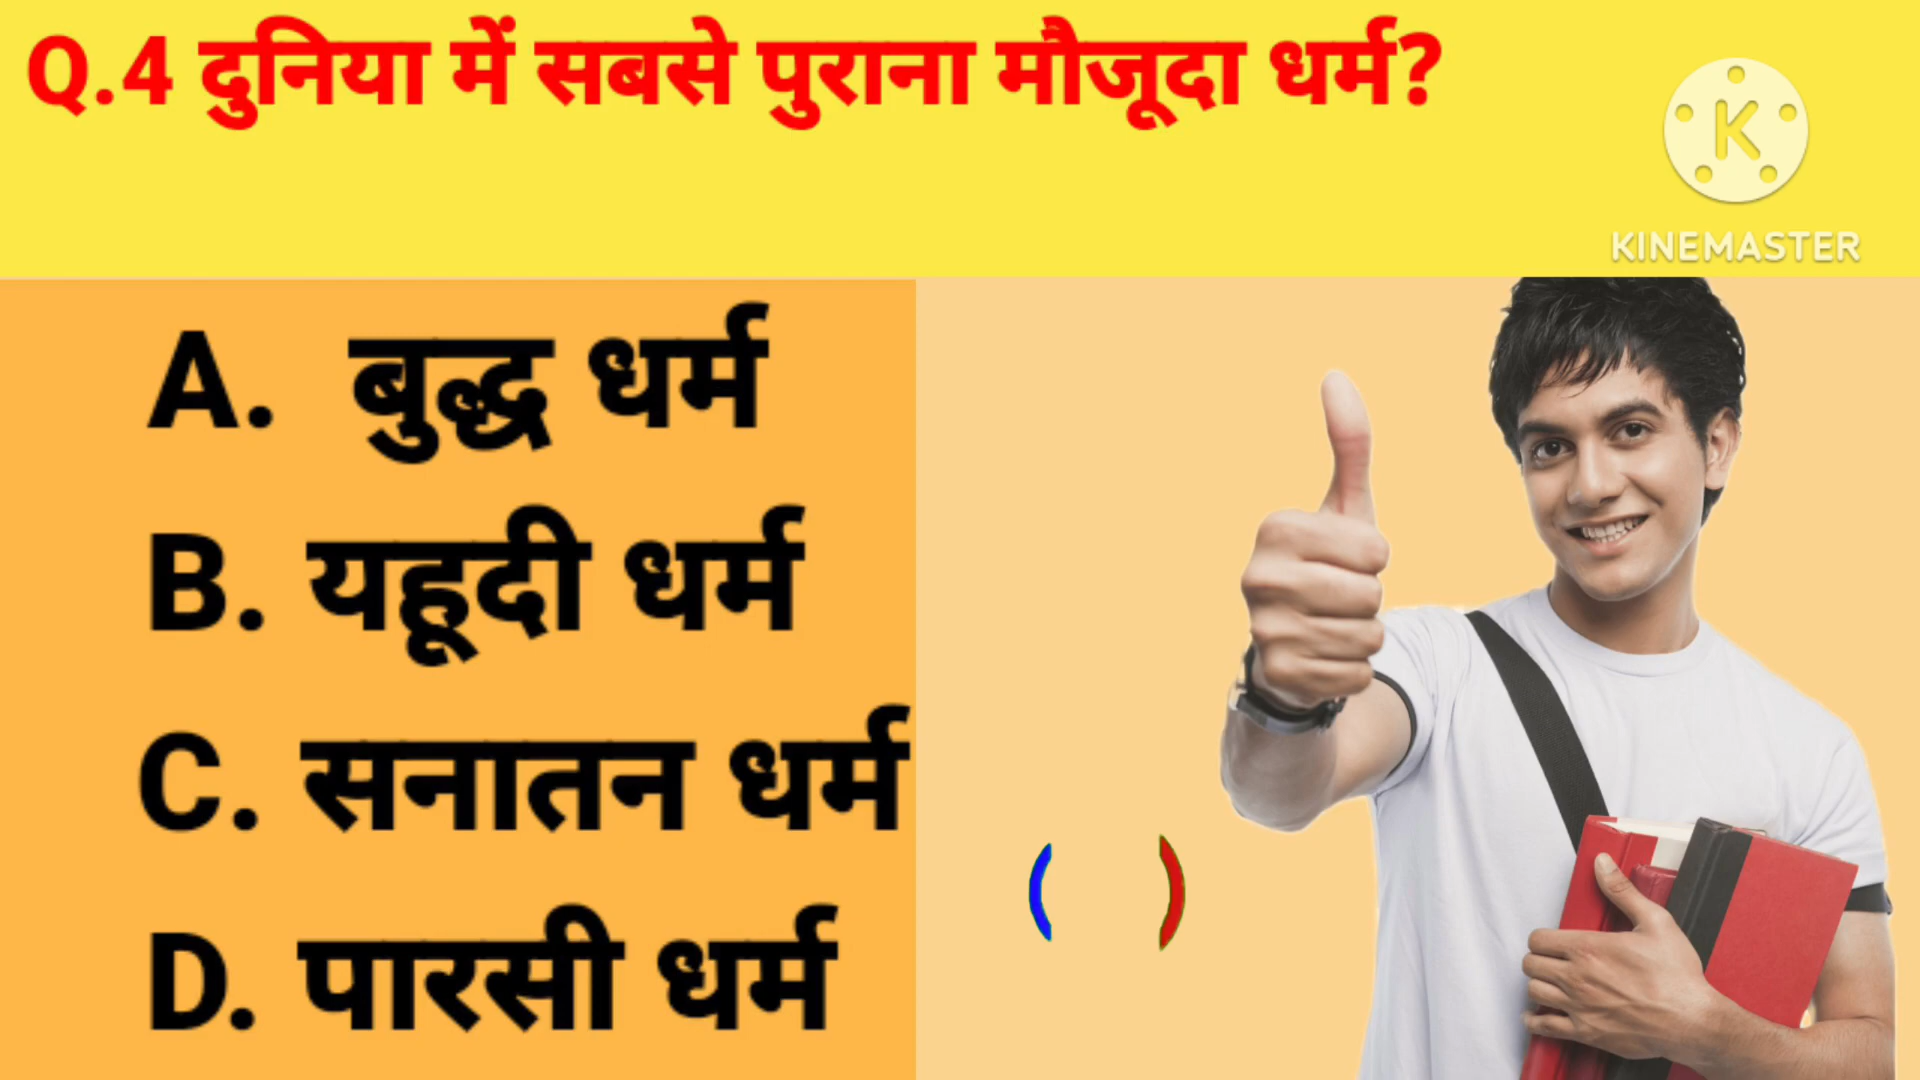 Q.4 दुनिया में सबसे पुराना मौजूदा धर्म?
K
KINEMASTER
A. बुद्ध धर्म
B. यहूदी धर्म
C. सनातन धर्म
D. पारसी धर्म
( )